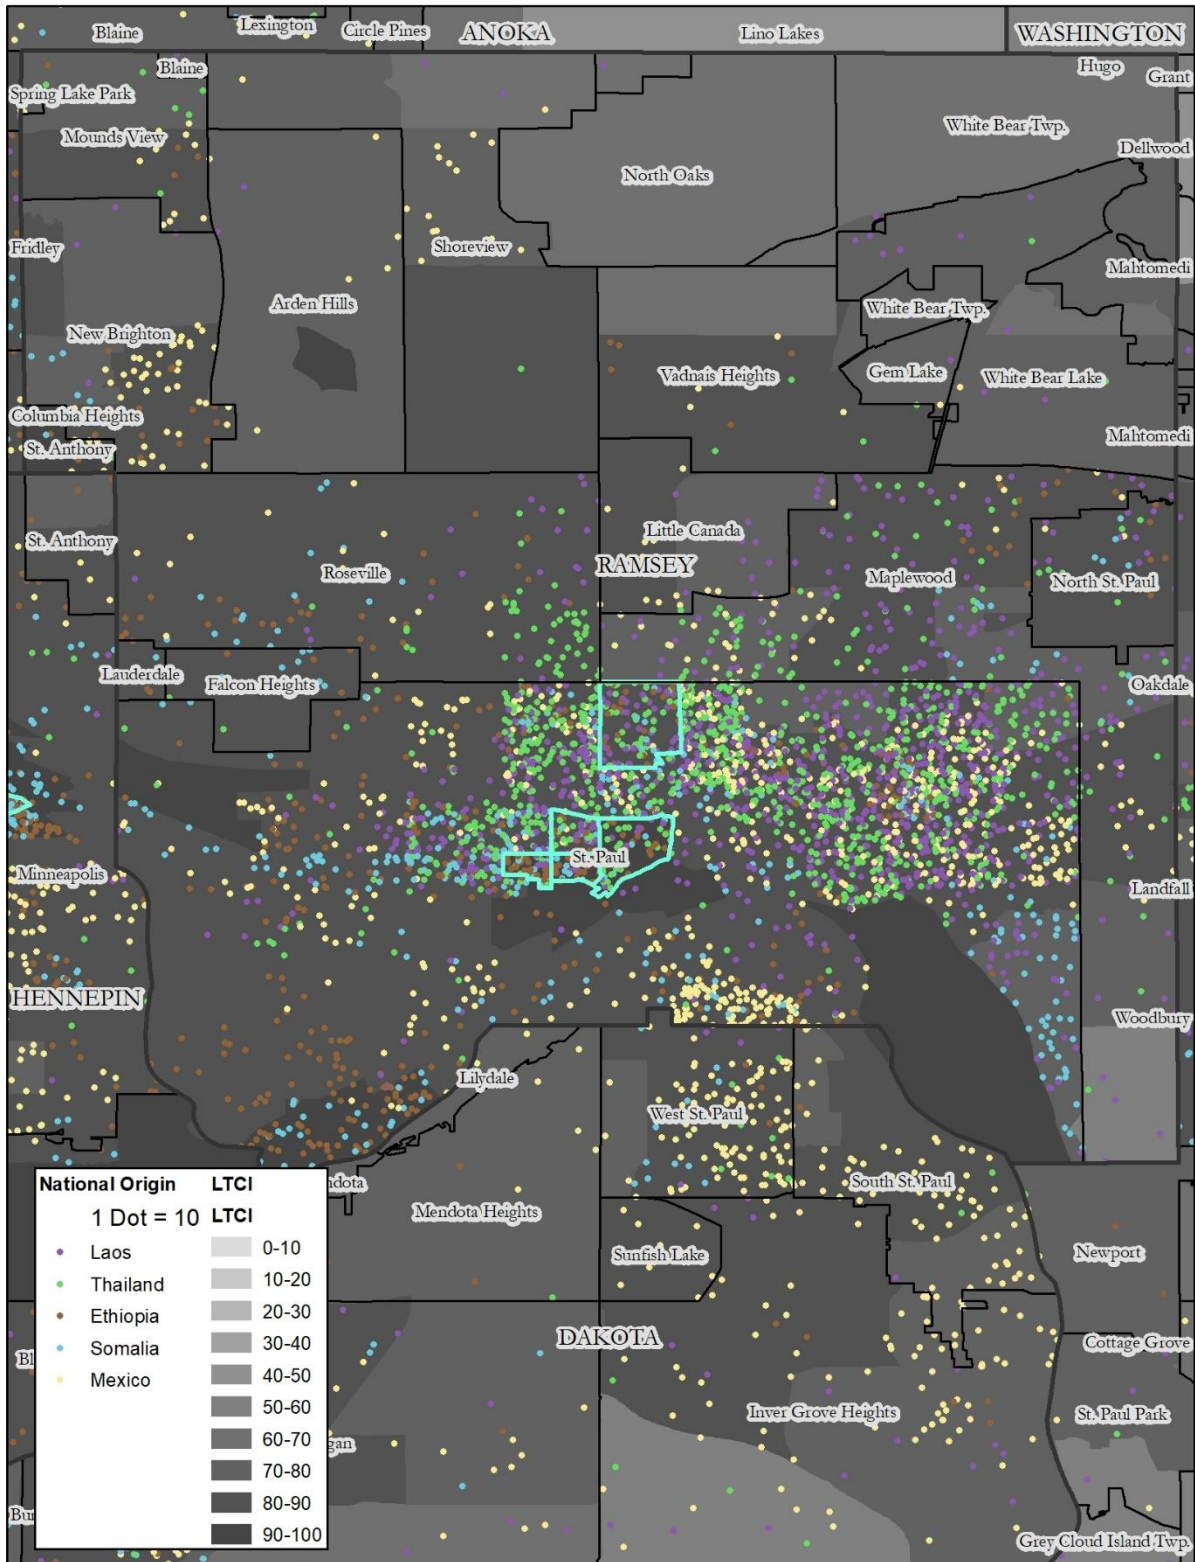 Blaine
Lexington
Circle Pines
ANOKA
Lino Lakes
WASHINGTON
Blaine
Hugo
Grant
Spring Lake Park
Mounds View
White Bear Twp.
Dellwood
North Oaks
Fridley
Shoreview
Mahtomedi
Arden Hills
White Bear Twp.
New Brighton
Vadnais Heights
Gem Lake
White Bear Lake
Columbia Heights
Mahtomedi
St. Anthony
St. Anthony
Little Canada
RAMSEY
Roseville
Maplewood
North St. Paul
Lauderdale
Falcon Heights
Oakdale
St. Paul
Minneapolis
Landfall
HENNEPIN
Woodbury
Lilydale
West St. Paul
South St. Paul
ndota
Mendota Heights
Sunfish Lake
Newport
DAKOTA
Cottage Grove
Bl
Inver Grove Heights
St. Paul Park
gan
Bu
Grey Cloud Island Twp.
National Origin
1 Dot = 10
Laos
Thailand
Ethiopia
Somalia
Mexico
LTCI
LTCI
0-10
10-20
20-30
30-40
40-50
50-60
60-70
70-80
80-90
90-100